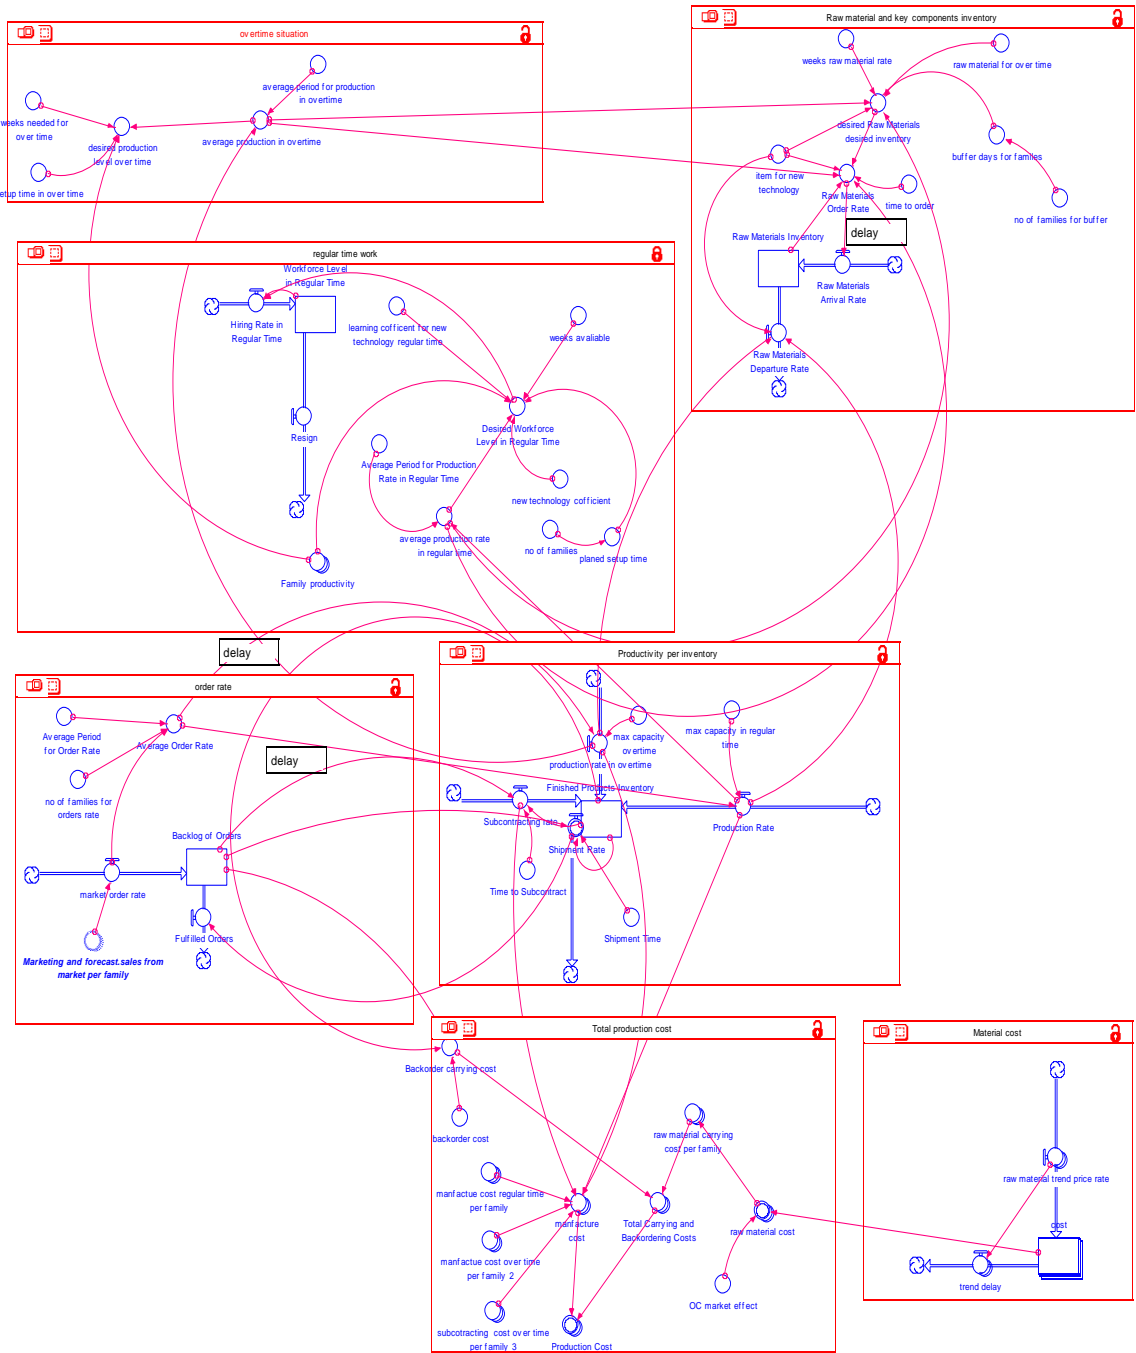 overtime situation
average period for production
in overtime
weeks needed for
over time
desired production
level over time
average production in overtime
etup time in over time
Raw material and key components inventory
weeks raw material rate
raw material for over time
desired Raw Materials
desired inventory
buffer days for familes
item for new
technology
Raw Materials
Order Rate
time to order
no of families for buffer
delay
Raw Materials Inventory
Raw Materials
Arrival Rate
Raw Materials
Departure Rate
regular time work
Workforce Level
in Regular Time
Hiring Rate in
Regular Time
learning cofficent for new
technology regular time
weeks avaliable
Resign
Desired Workforce
Level in Regular Time
Average Period for Production
Rate in Regular Time
new technology cofficient
average production rate
in regular time
no of families
planed setup time
Family productivity
delay
order rate
Average Period
for Order Rate
Average Order Rate
delay
no of families for
orders rate
Backlog of Orders
market order rate
Fulfilled Orders
Marketing and forecast.sales from
market per family
Productivity per inventory
max capacity
overtime
max capacity in regular
time
production rate in overtime
Finished Products Inventory
Subcontracting rate
Production Rate
Shipment Rate
Time to Subcontract
Shipment Time
Total production cost
Backorder carrying cost
backorder cost
raw material carrying
cost per family
manfactue cost regular time
per family
manfacture
cost
Total Carrying and
Backordering Costs
raw material cost
manfactue cost over time
per family 2
OC market effect
subcotracting cost over time
per family 3
Production Cost
Material cost
raw material trend price rate
cost
trend delay